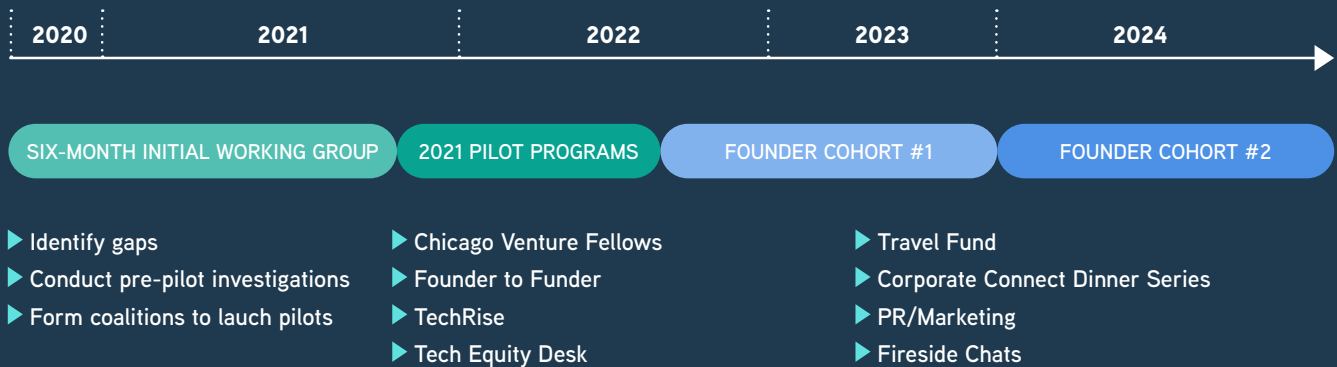 2020 2021 2022 2023 2024
SIX-MONTH INITIAL WORKING GROUP 2021 PILOT PROGRAMS FOUNDER COHORT #1 FOUNDER COHORT #2
Identify gaps
Conduct pre-pilot investigations
Form coalitions to lauch pilots
Chicago Venture Fellows
Founder to Funder
TechRise
Tech Equity Desk
Travel Fund
Corporate Connect Dinner Series
PR/Marketing
Fireside Chats